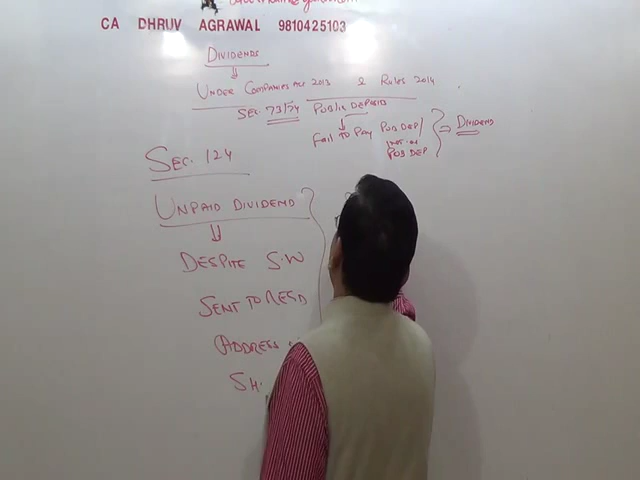 CA DHRUV AGRAWAL 9810425103
DIVIDENDS
UNDER COMPANIES ACT 2013 & RULES 2014
SEC. 73/74 PUBLIC DEPOSITS
FAIL TO PAY PUB DEP/
INT. ON
PUB DEP
DIVIDEND
SEC. 124
UNPAID DIVIDEND
DESPITE
SENT TO REGD
ADDRESS
SH.